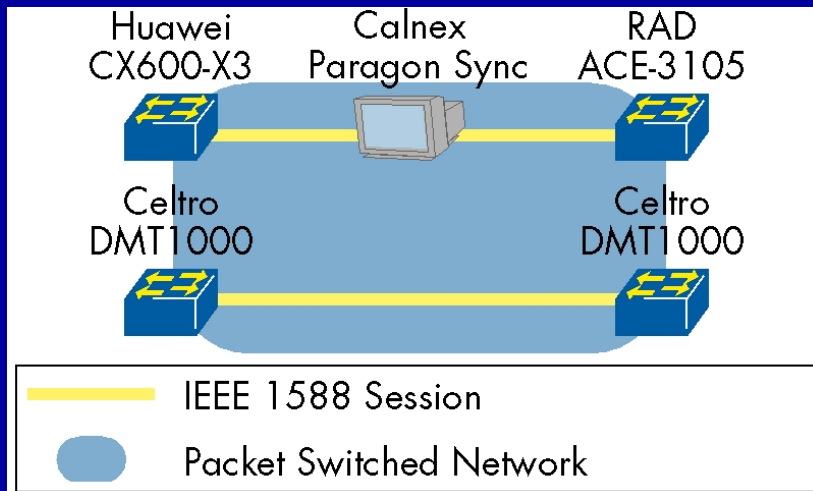 Huawei
CX600-X3
Calnex
Paragon Sync
RAD
ACE-3105
Celtro
DMT1000
Celtro
DMT1000
IEEE 1588 Session
Packet Switched Network